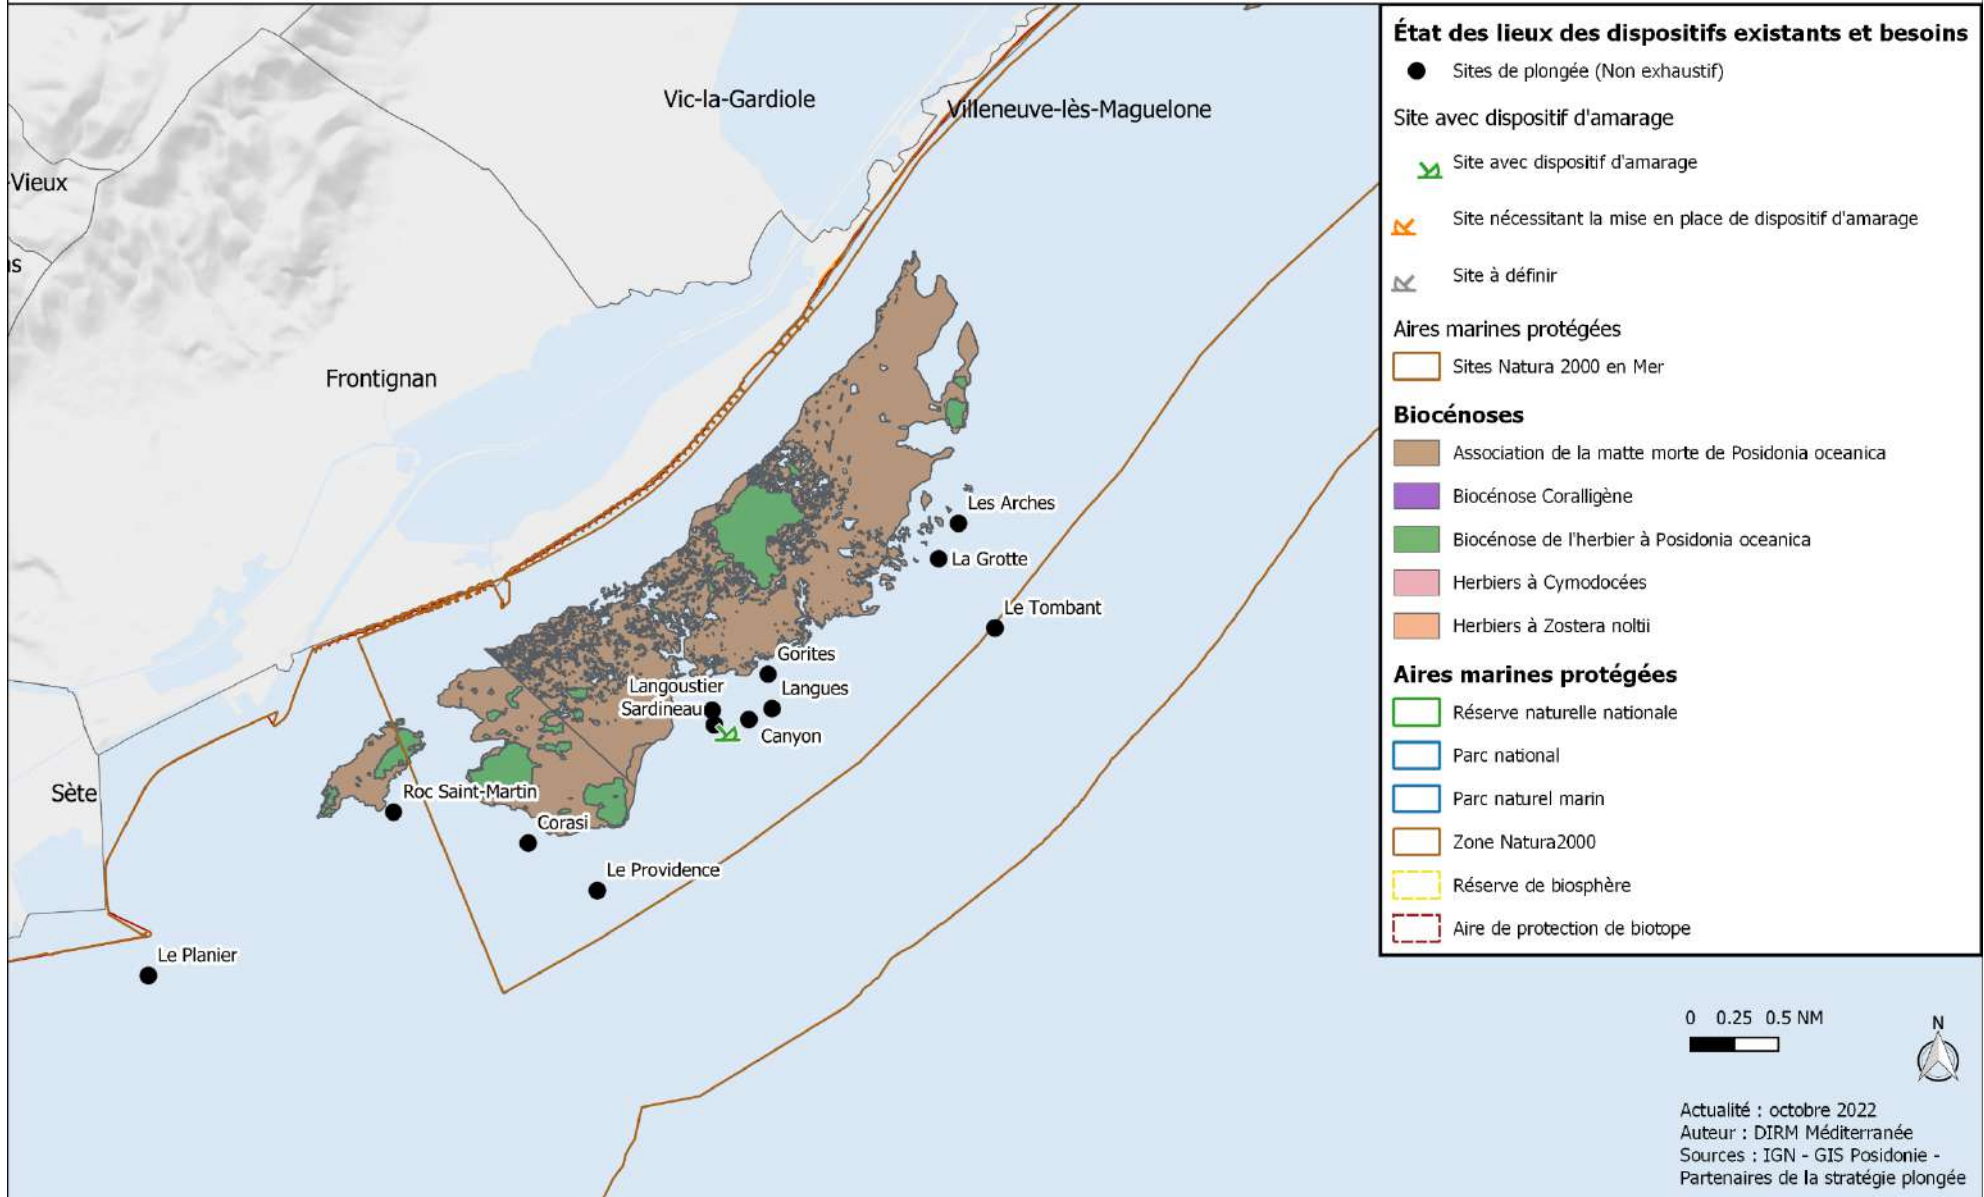 Vic-la-Gardiole
Villeneuve-lès-Maguelone
-Vieux
ns
Frontignan
Les Arches
La Grotte
Le Tombant
Gorites
Langoustier
Langues
Sardineau
Canyon
Sète
Roc Saint-Martin
Corasi
Le Providence
Le Planier
État des lieux des dispositifs existants et besoins
Sites de plongée (Non exhaustif)
Site avec dispositif d'amarage
Site avec dispositif d'amarage
Site nécessitant la mise en place de dispositif d'amarage
Site à définir
Aires marines protégées
Sites Natura 2000 en Mer
Biocénoses
Association de la matte morte de Posidonia oceanica
Biocénose Coralligène
Biocénose de l'herbier à Posidonia oceanica
Herbiers à Cymodocées
Herbiers à Zostera noltii
Aires marines protégées
Réserve naturelle nationale
Parc national
Parc naturel marin
Zone Natura2000
Réserve de biosphère
Aire de protection de biotope
0 0.25 0.5 NM
N
Actualité : octobre 2022
Auteur : DIRM Méditerranée
Sources : IGN - GIS Posidonie -
Partenaires de la stratégie plongée